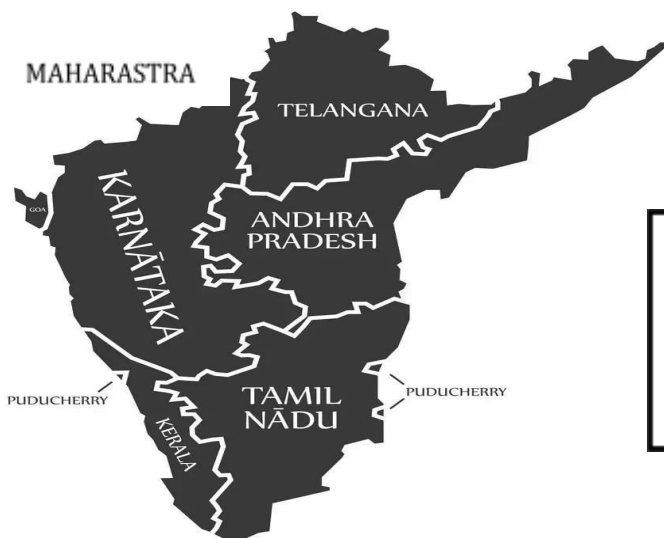 MAHARASTRA
TELANGANA
GOA
KARNĀTAKA
ANDHRA
PRADESH
PUDUCHERRY
TAMIL
NĀDU
PUDUCHERRY
KERALA